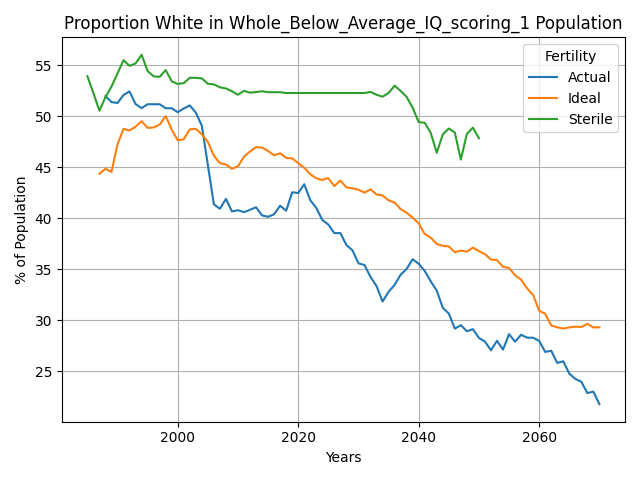 Proportion White in Whole_Below_Average_IQ_scoring_1 Population
Fertility
Actual
Ideal
Sterile
% of Population
55
50
45
40
35
30
25
2000
2020
2040
2060
Years